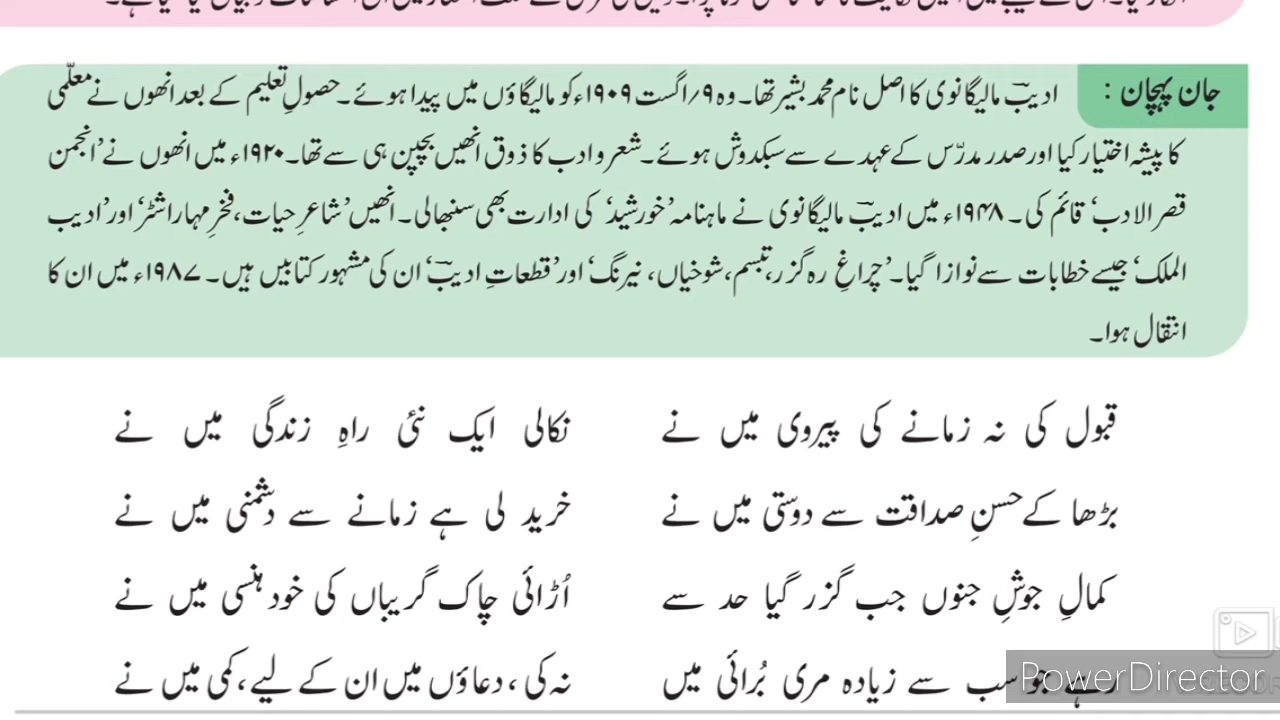 جان پہچان : ادیبؔ مالیگانوی کا اصل نام محمد بشیر تھا۔ وہ ۹؍اگست ۱۹۰۹ء کو مالیگاؤں میں پیدا ہوئے۔ حصولِ تعلیم کے بعد انھوں نے معلّمی
کا پیشہ اختیار کیا اور صدر مدرّس کے عہدے سے سبکدوش ہوئے۔ شعر و ادب کا ذوق انھیں بچپن ہی سے تھا۔ ۱۹۲۰ء میں انھوں نے 'انجمن
قصر الادب' قائم کی۔ ۱۹۴۸ء میں ادیبؔ مالیگانوی نے ماہنامہ 'خورشید' کی ادارت بھی سنبھالی۔ انھیں 'شاعرِ حیات، فخرِ مہاراشٹر' اور 'ادیب
الملک' جیسے خطابات سے نوازا گیا۔ 'چراغِ رہ گزر، تبسم، شوخیاں، نیرنگ' اور 'قطعاتِ ادیبؔ' ان کی مشہور کتابیں ہیں۔ ۱۹۸۷ء میں ان کا
انتقال ہوا۔
قبول کی نہ زمانے کی پیروی میں نے نکالی ایک نئی راہِ زندگی میں نے
بڑھا کے حسنِ صداقت سے دوستی میں نے خرید لی ہے زمانے سے دشمنی میں نے
کمالِ جوشِ جنوں جب گزر گیا حد سے اُڑائی چاک گریباں کی خود ہنسی میں نے
جو سب سے زیادہ مری بُرائی میں نہ کی ، دعاؤں میں ان کے لیے، کمی میں نے
PowerDirector